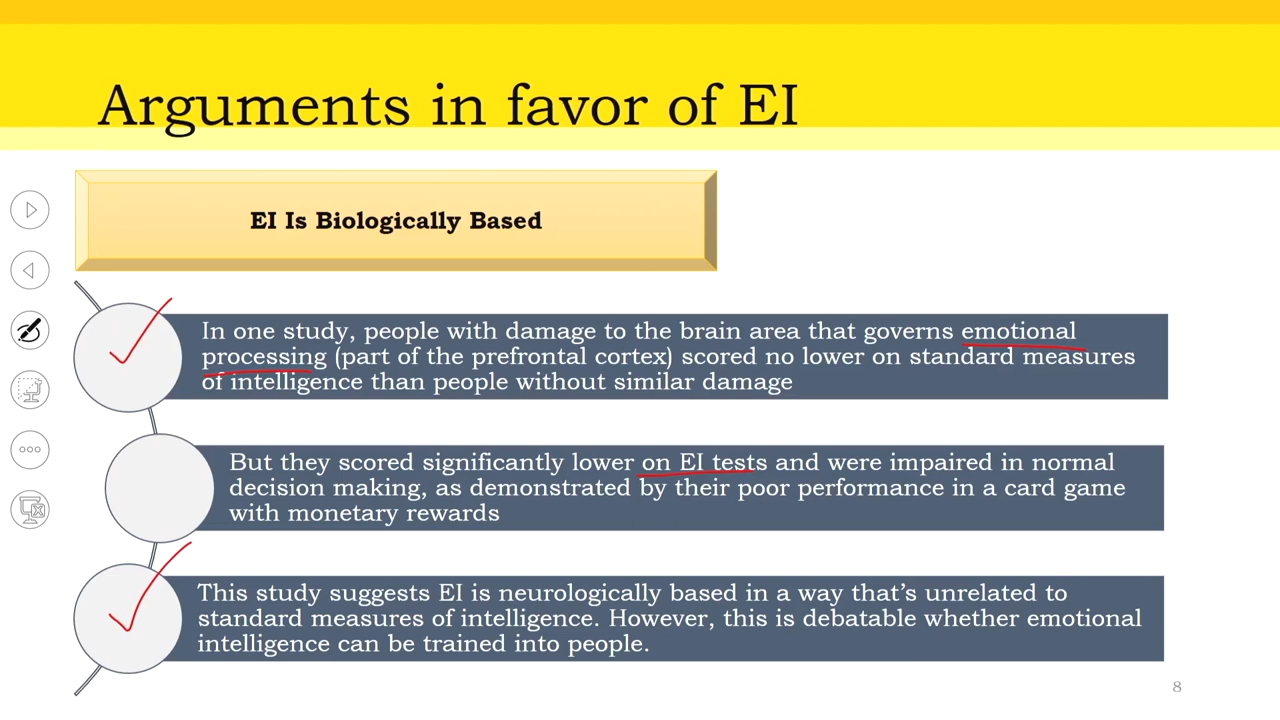 Arguments in favor of EI
EI Is Biologically Based
In one study, people with damage to the brain area that governs emotional
processing (part of the prefrontal cortex) scored no lower on standard measures
of intelligence than people without similar damage
But they scored significantly lower on EI tests and were impaired in normal
decision making, as demonstrated by their poor performance in a card game
with monetary rewards
This study suggests EI is neurologically based in a way that’s unrelated to
standard measures of intelligence. However, this is debatable whether emotional
intelligence can be trained into people.
8